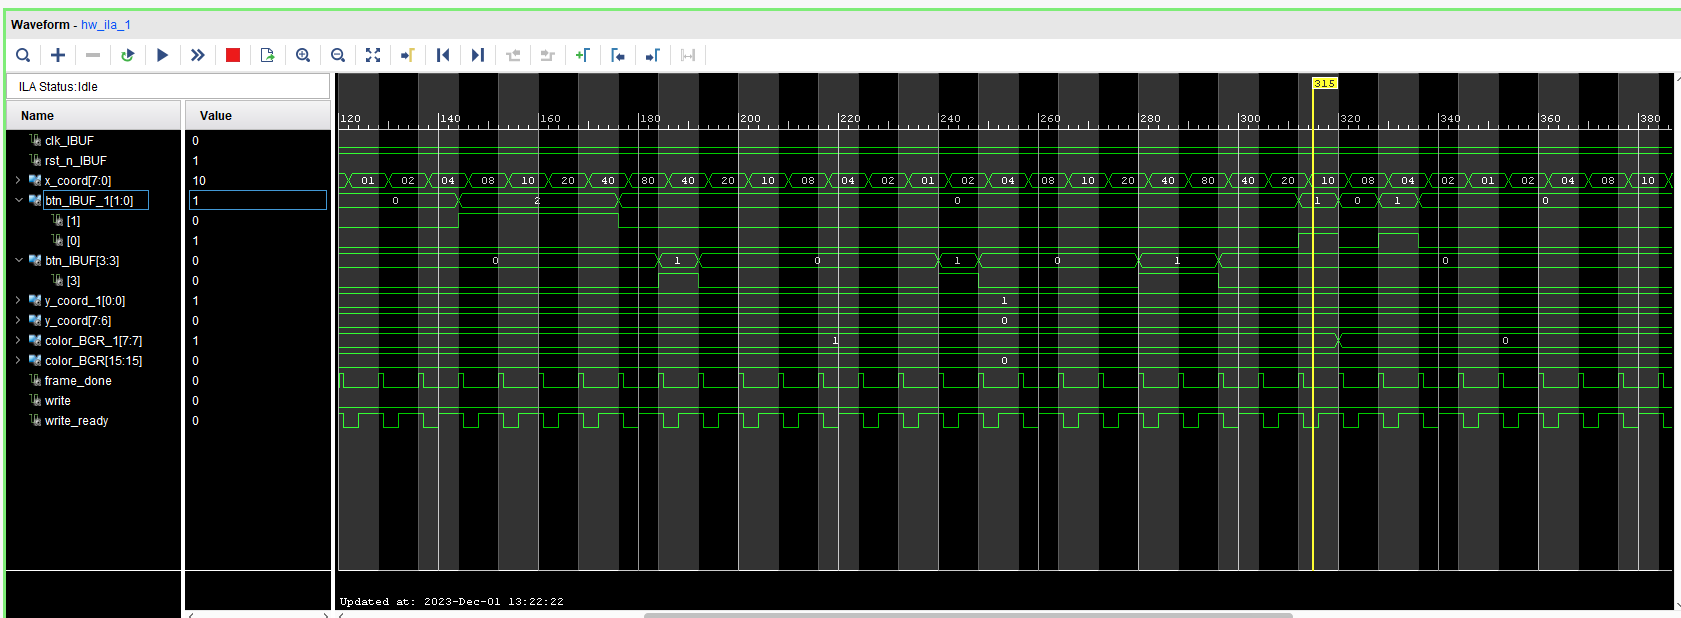 Waveform - hw_ila_1
ILA Status:Idle
Name Value
315
120 140 160 180 200 220 240 260 280 300 320 340 360 380
clk_IBUF 0
rst_n_IBUF 1
x_coord[7:0] 10 01 02 04 08 10 20 40 80 40 20 10 08 04 02 01 02 04 08 10 20 40 80 40 20 10 08 04 02 01 02 04 08 10
btn_IBUF_1[1:0] 1 0 2 0 1 0 1 0
[1] 0
[0] 1
btn_IBUF[3:3] 0 0 1 0 1 0 1 0
[3] 0
y_coord_1[0:0] 1 1
y_coord[7:6] 0 0
color_BGR_1[7:7] 1 1 0
color_BGR[15:15] 0 0
frame_done 0
write 0
write_ready 0
Updated at: 2023-Dec-01 13:22:22